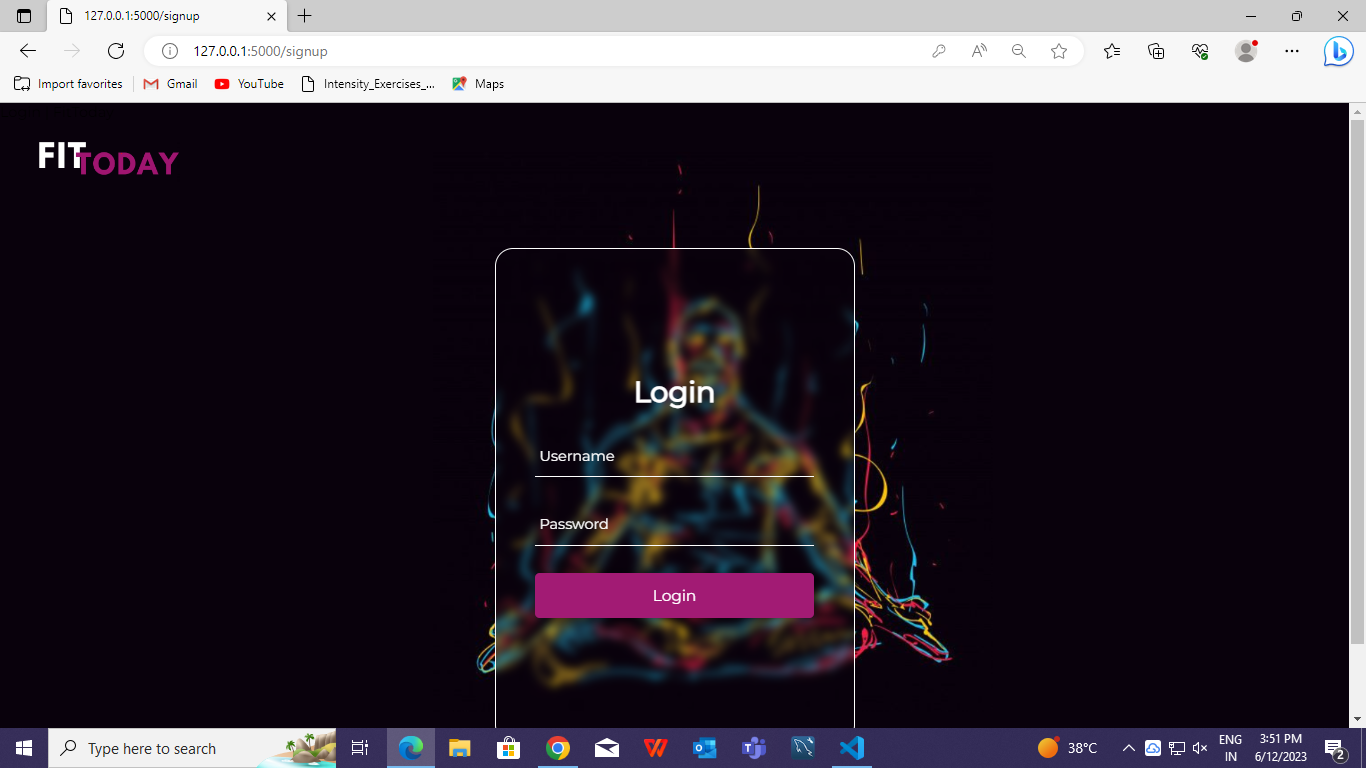 127.0.0.1:5000/signup
127.0.0.1:5000/signup
Import favorites
Gmail
YouTube
Intensity_Exercises_...
Maps
FIT
TODAY
Login
Username
Password
Login
Type here to search
38°C
ENG
IN
3:51 PM
6/12/2023
2